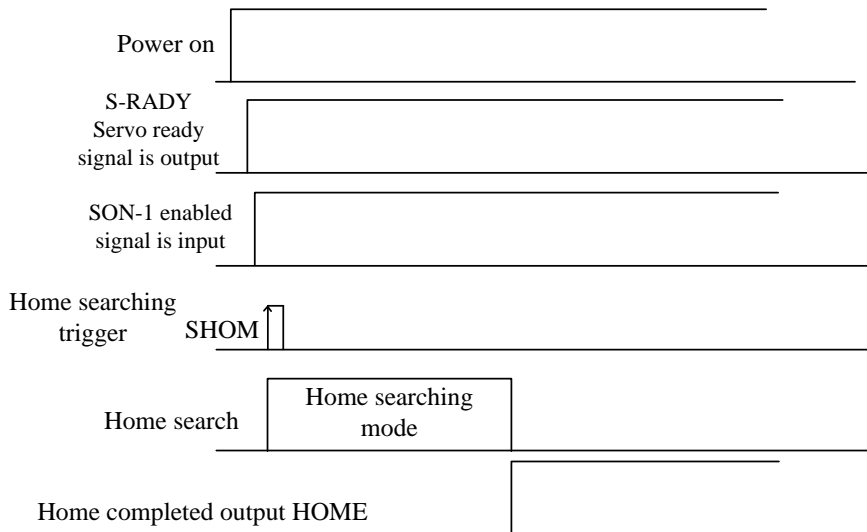 Power on
S-RADY
Servo ready
signal is output
SON-1 enabled
signal is input
Home searching
trigger
SHOM
Home search
Home searching
mode
Home completed output HOME